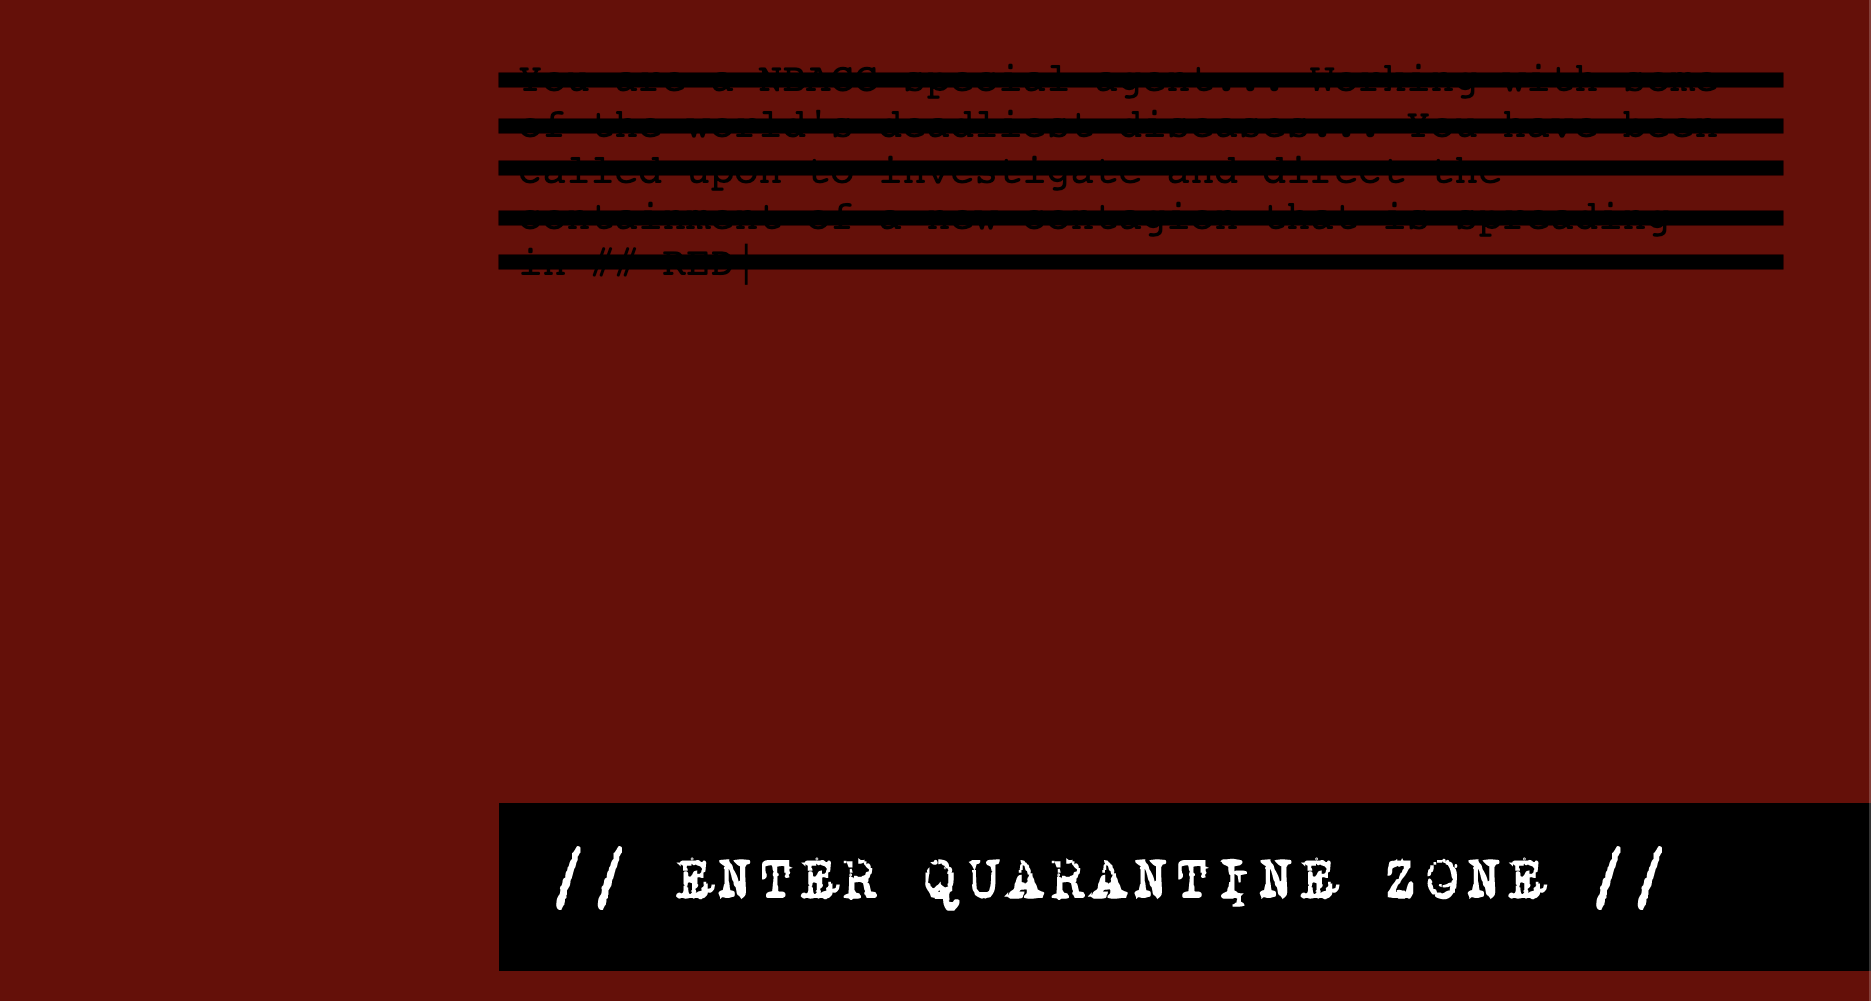 You are a NBACC special agent... Working with some
of the world's deadliest diseases... You have been
called upon to investigate and direct the
containment of a new contagion that is spreading
in ## RED|
// ENTER QUARANTINE ZONE //